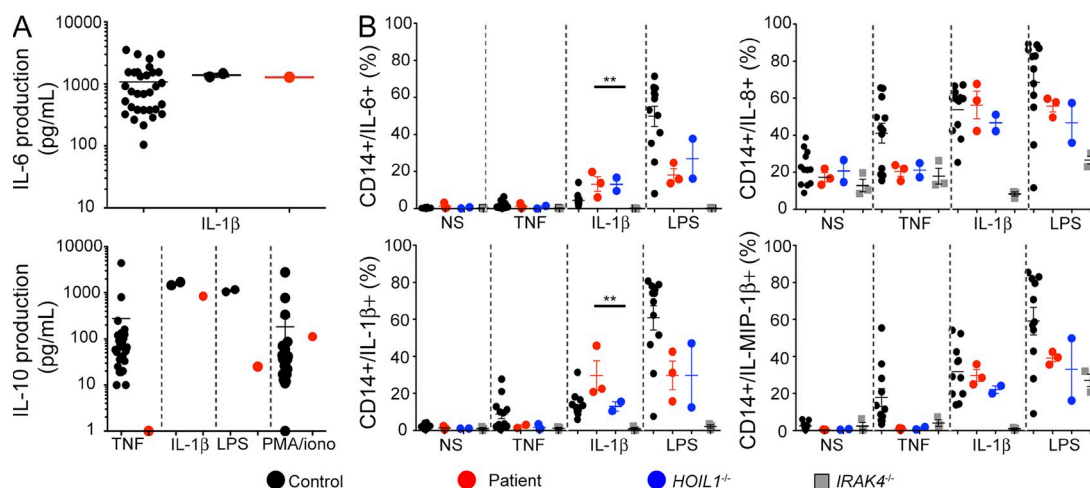 A
IL-6 production
(pg/mL)
10000
1000
100
10
IL-1β
IL-10 production
(pg/mL)
10000
1000
100
10
1
TNF IL-1β LPS PMA/iono
B
CD14+/IL-6+ (%)
100
80
60
40
20
0
**
NS TNF IL-1β LPS
CD14+/IL-8+ (%)
100
80
60
40
20
0
NS TNF IL-1β LPS
CD14+/IL-1β+ (%)
100
80
60
40
20
0
**
NS TNF IL-1β LPS
CD14+/IL-MIP-1β+ (%)
100
80
60
40
20
0
NS TNF IL-1β LPS
Control Patient HOIL1-/- IRAK4-/-